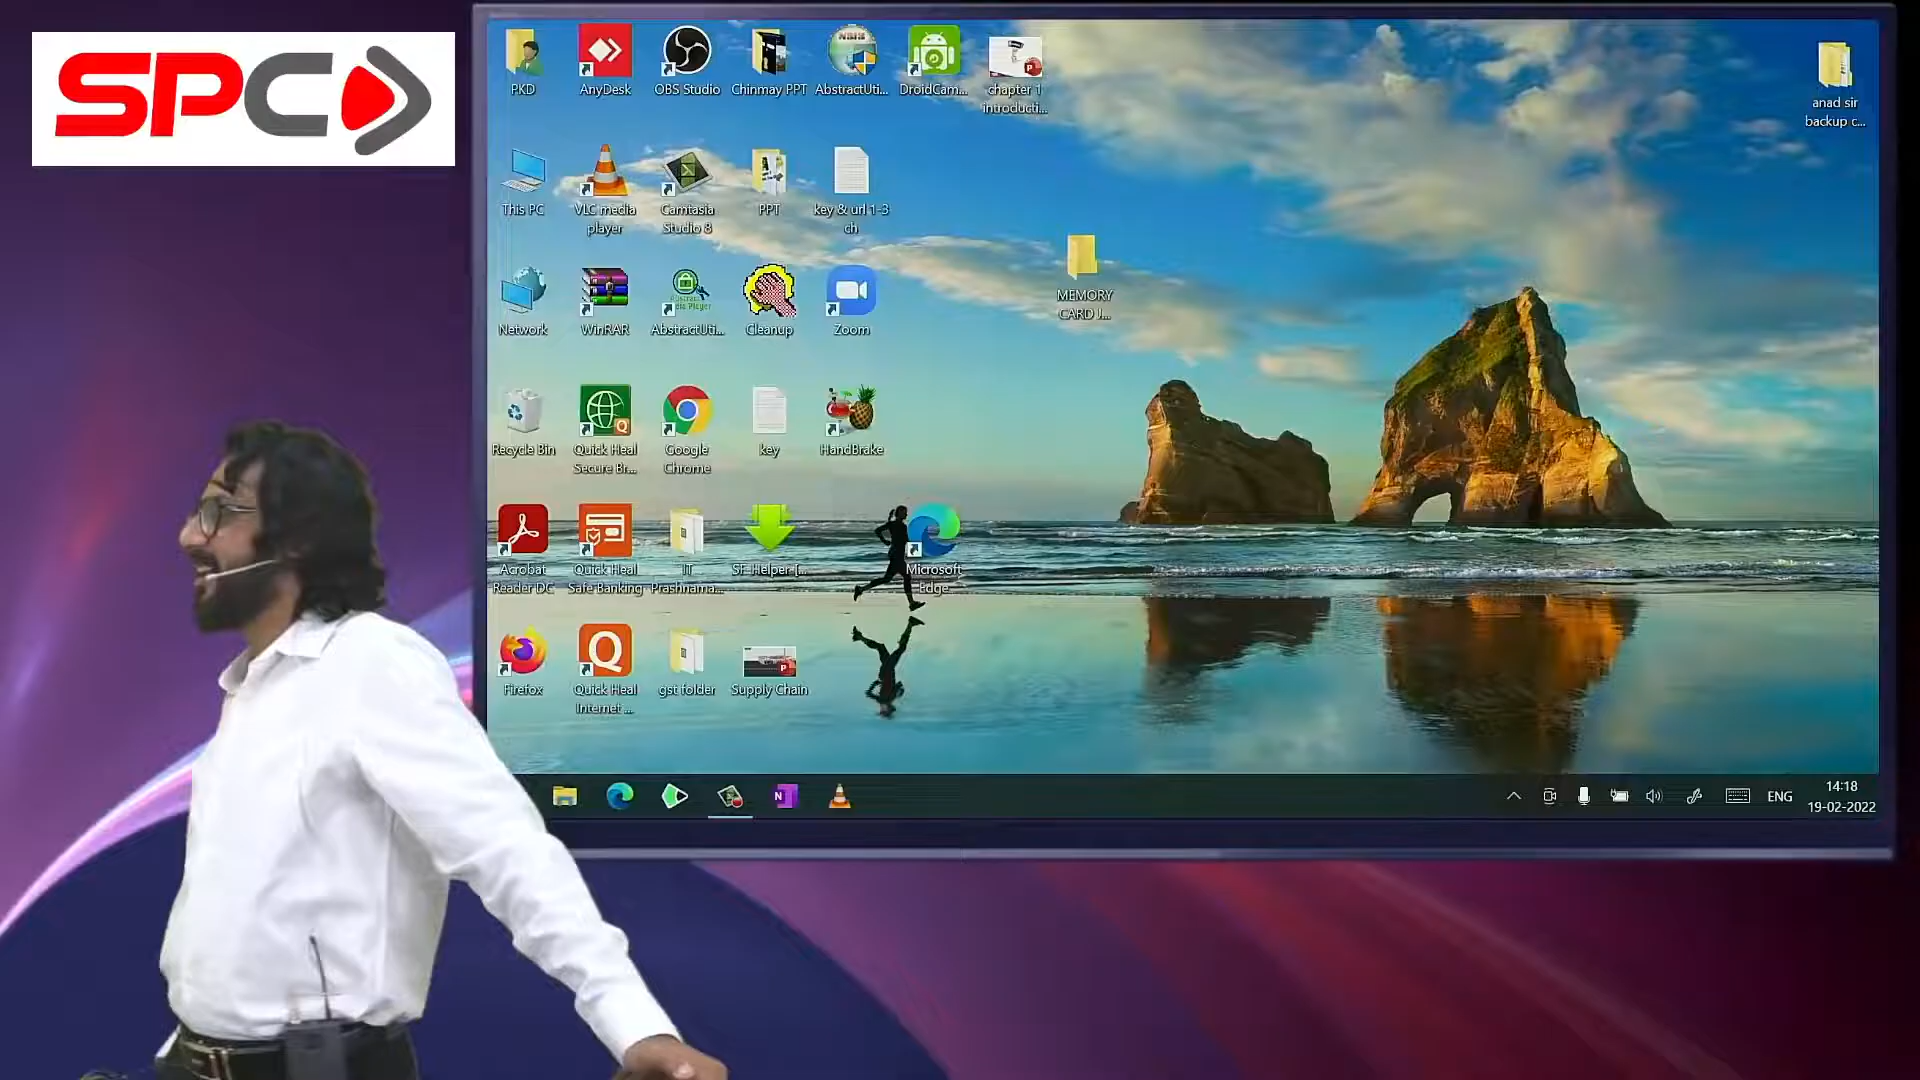 SPC
PKD
AnyDesk
OBS Studio
Chinmay PPT
AbstractUti...
DroidCam...
chapter 1
introducti...
anad sir
backup c...
This PC
VLC media
player
Camtasia
Studio 8
PPT
key & url 1-3
ch
MEMORY
CARD J...
Network
WinRAR
AbstractUti...
Cleanup
Zoom
Recycle Bin
Quick Heal
Secure Br...
Google
Chrome
key
HandBrake
Acrobat
Reader DC
Quick Heal
Safe Banking
IT
Prashnama...
SF Helper [...
Microsoft
Edge
Firefox
Quick Heal
Internet ...
gst folder
Supply Chain
ENG
14:18
19-02-2022